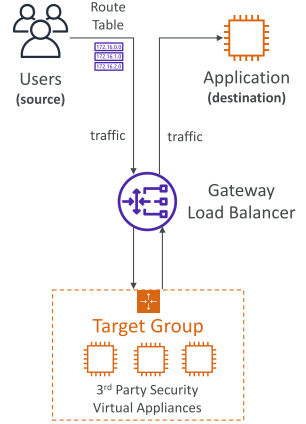 Route
Table
172.16.0.0
172.16.1.0
172.16.2.0
Users
(source)
Application
(destination)
traffic
traffic
Gateway
Load Balancer
Target Group
3rd Party Security
Virtual Appliances